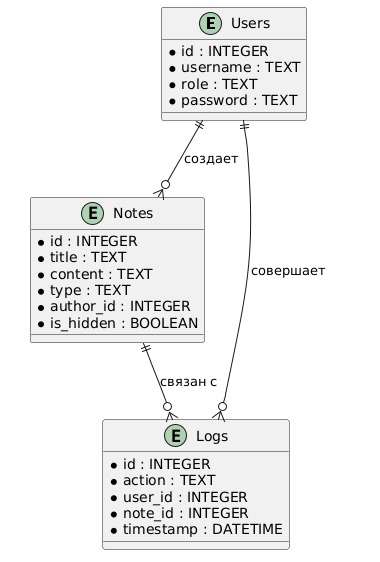 E Users
* id : INTEGER
* username : TEXT
* role : TEXT
* password : TEXT
создает
E Notes
* id : INTEGER
* title : TEXT
* content : TEXT
* type : TEXT
* author_id : INTEGER
* is_hidden : BOOLEAN
совершает
связан с
E Logs
* id : INTEGER
* action : TEXT
* user_id : INTEGER
* note_id : INTEGER
* timestamp : DATETIME